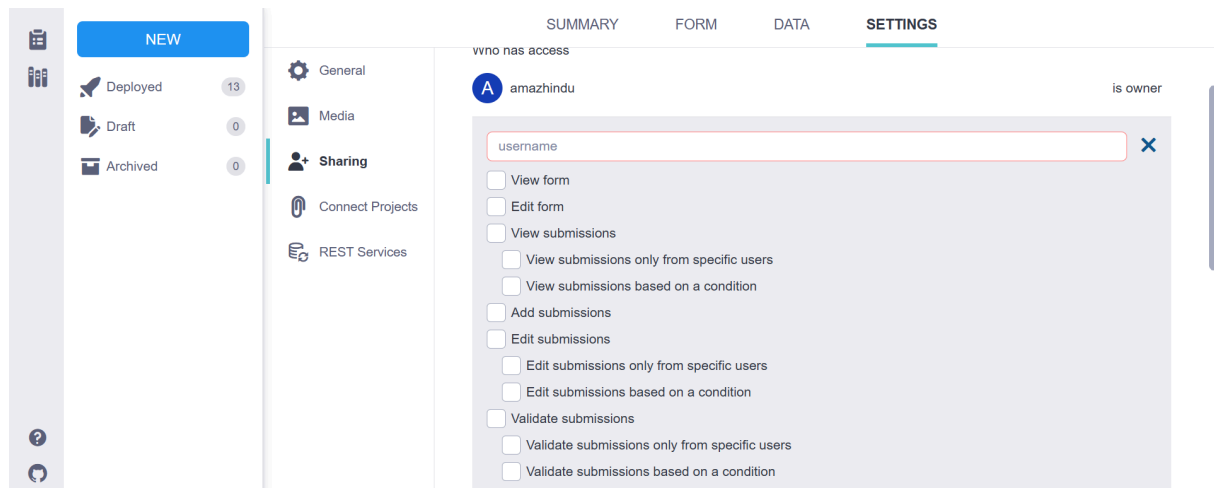 SUMMARY FORM DATA SETTINGS
NEW
Deployed 13
Draft 0
Archived 0
General
Media
Sharing
Connect Projects
REST Services
Who has access
A amazhindu is owner
username
View form
Edit form
View submissions
View submissions only from specific users
View submissions based on a condition
Add submissions
Edit submissions
Edit submissions only from specific users
Edit submissions based on a condition
Validate submissions
Validate submissions only from specific users
Validate submissions based on a condition